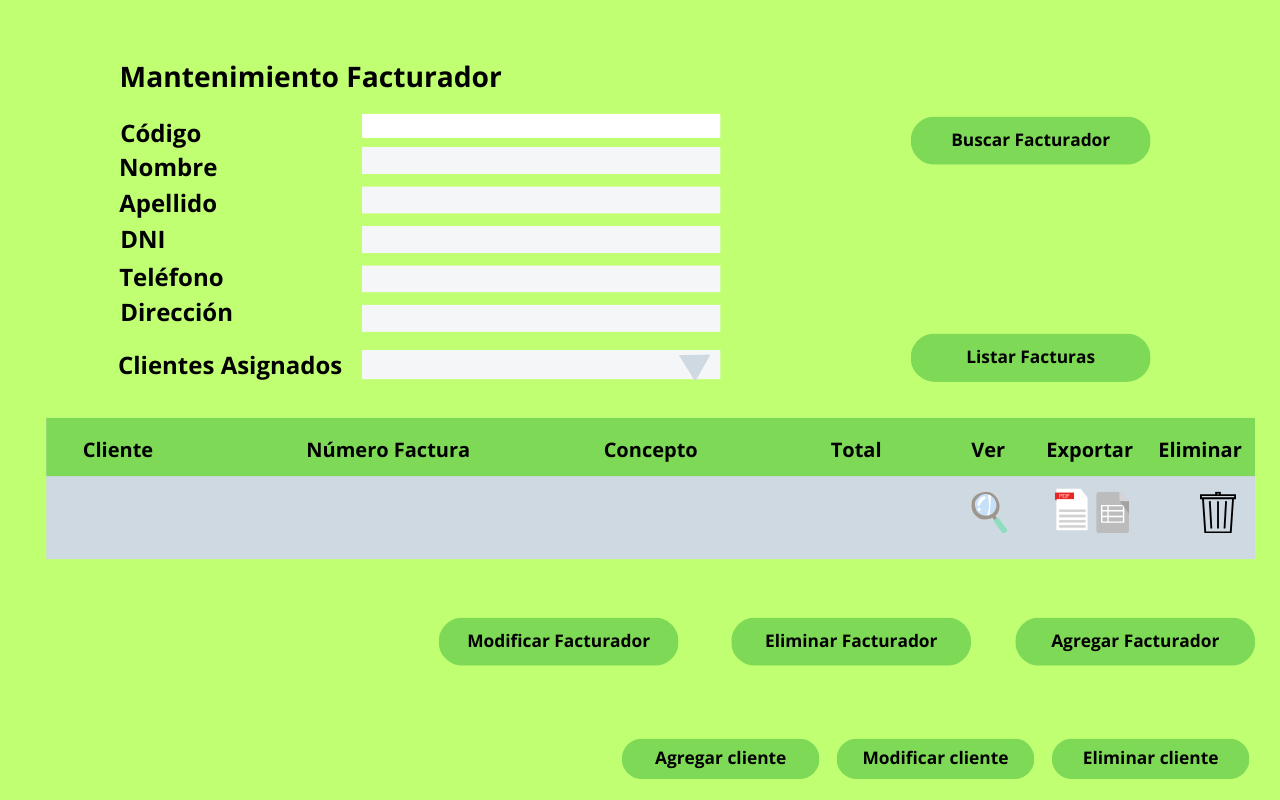 Mantenimiento Facturador
Código
Buscar Facturador
Nombre
Apellido
DNI
Teléfono
Dirección
Listar Facturas
Clientes Asignados
Cliente Número Factura Concepto Total Ver Exportar Eliminar
PDF
Modificar Facturador Eliminar Facturador Agregar Facturador
Agregar cliente Modificar cliente Eliminar cliente